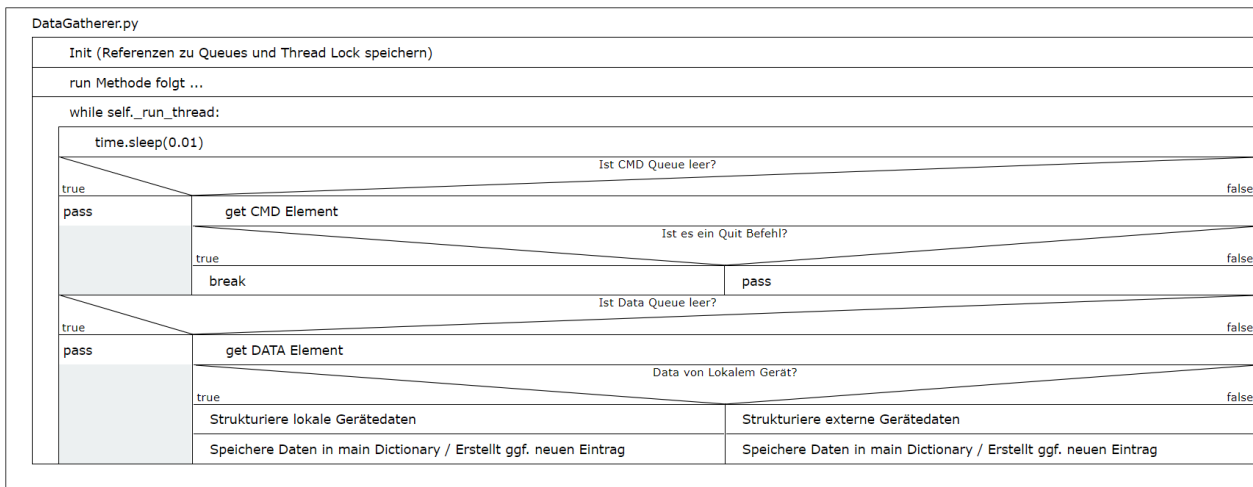 DataGatherer.py
Init (Referenzen zu Queues und Thread Lock speichern)
run Methode folgt ...
while self._run_thread:
time.sleep(0.01)
Ist CMD Queue leer?
true
false
pass
get CMD Element
Ist es ein Quit Befehl?
true
false
break
pass
Ist Data Queue leer?
true
false
pass
get DATA Element
Data von Lokalem Gerät?
true
false
Strukturiere lokale Gerätedaten
Strukturiere externe Gerätedaten
Speichere Daten in main Dictionary / Erstellt ggf. neuen Eintrag
Speichere Daten in main Dictionary / Erstellt ggf. neuen Eintrag